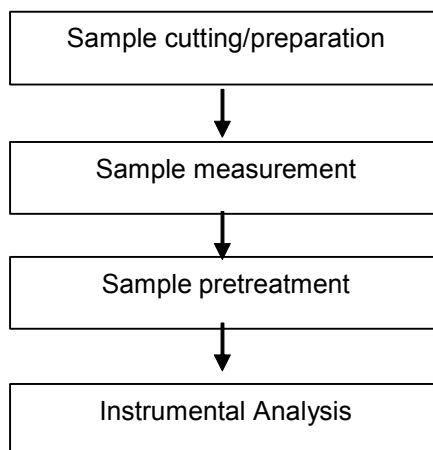 Sample cutting/preparation
Sample measurement
Sample pretreatment
Instrumental Analysis